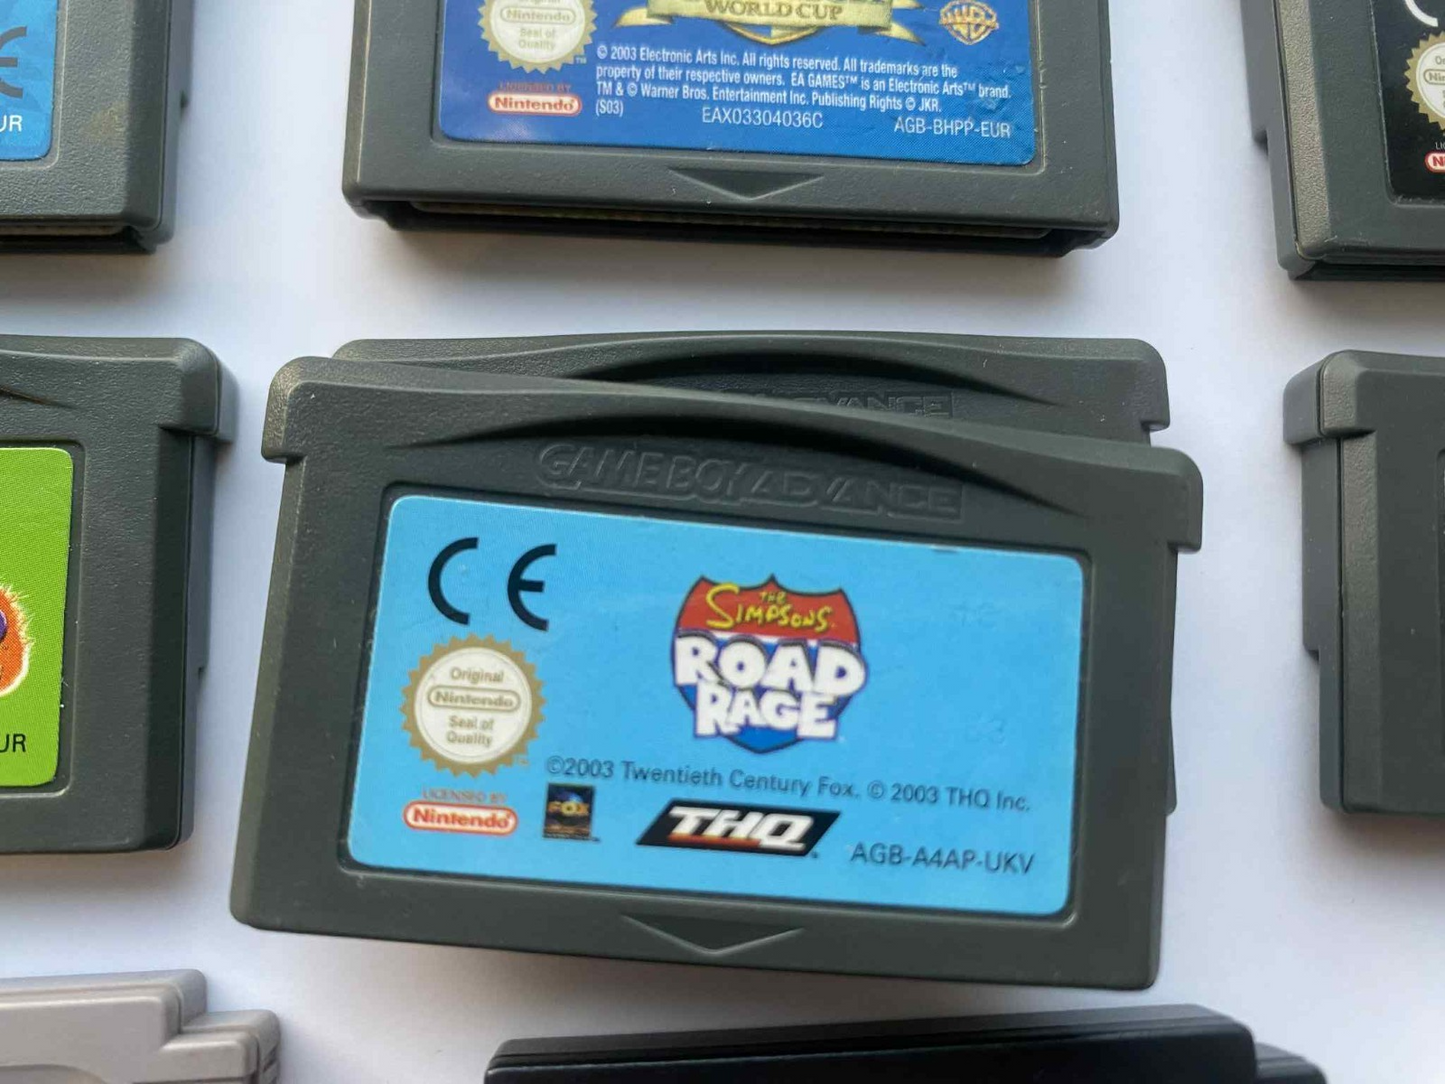 UR
Nintendo
Seal of
Quality
WORLD CUP
© 2003 Electronic Arts Inc. All rights reserved. All trademarks are the
property of their respective owners. EA GAMES™ is an Electronic Arts™ brand.
TM & © Warner Bros. Entertainment Inc. Publishing Rights © JKR.
(S03)
EAX03304036C
AGB-BHPP-EUR
LICENSED BY
Nintendo
ADVANCE
GAME BOY ADVANCE
CE
THE
SIMPSONS
ROAD
RAGE
Original
Nintendo
Seal of
Quality
©2003 Twentieth Century Fox. © 2003 THQ Inc.
LICENSED BY
Nintendo
FOX
THQ
AGB-A4AP-UKV
UR